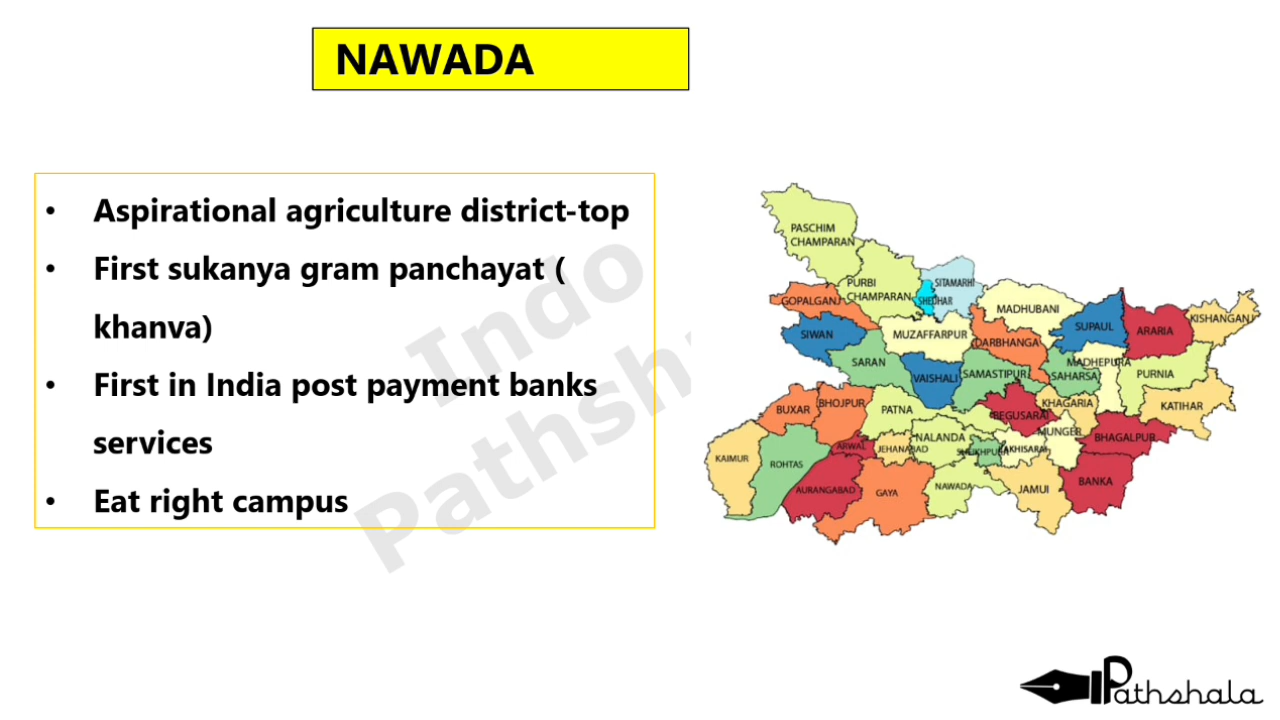 NAWADA
• Aspirational agriculture district-top
• First sukanya gram panchayat (
khanva)
• First in India post payment banks
services
• Eat right campus
Indo
Pathsha
PASCHIM
CHAMPARAN
PURBI
CHAMPARAN
SITAMARHI
SHEOHAR
GOPALGANJ
SIWAN
MUZAFFARPUR
MADHUBANI
DARBHANGA
SUPAUL
ARARIA
KISHANGANJ
SARAN
VAISHALI
SAMASTIPUR
SAHARSA
MADHEPURA
PURNIA
BUXAR
BHOJPUR
PATNA
BEGUSARAI
KHAGARIA
KATIHAR
MUNGER
BHAGALPUR
KAIMUR
ROHTAS
ARWAL
JEHANABAD
NALANDA
SHEIKHPURA
LAKHISARAI
AURANGABAD
GAYA
NAWADA
JAMUI
BANKA
Pathshala